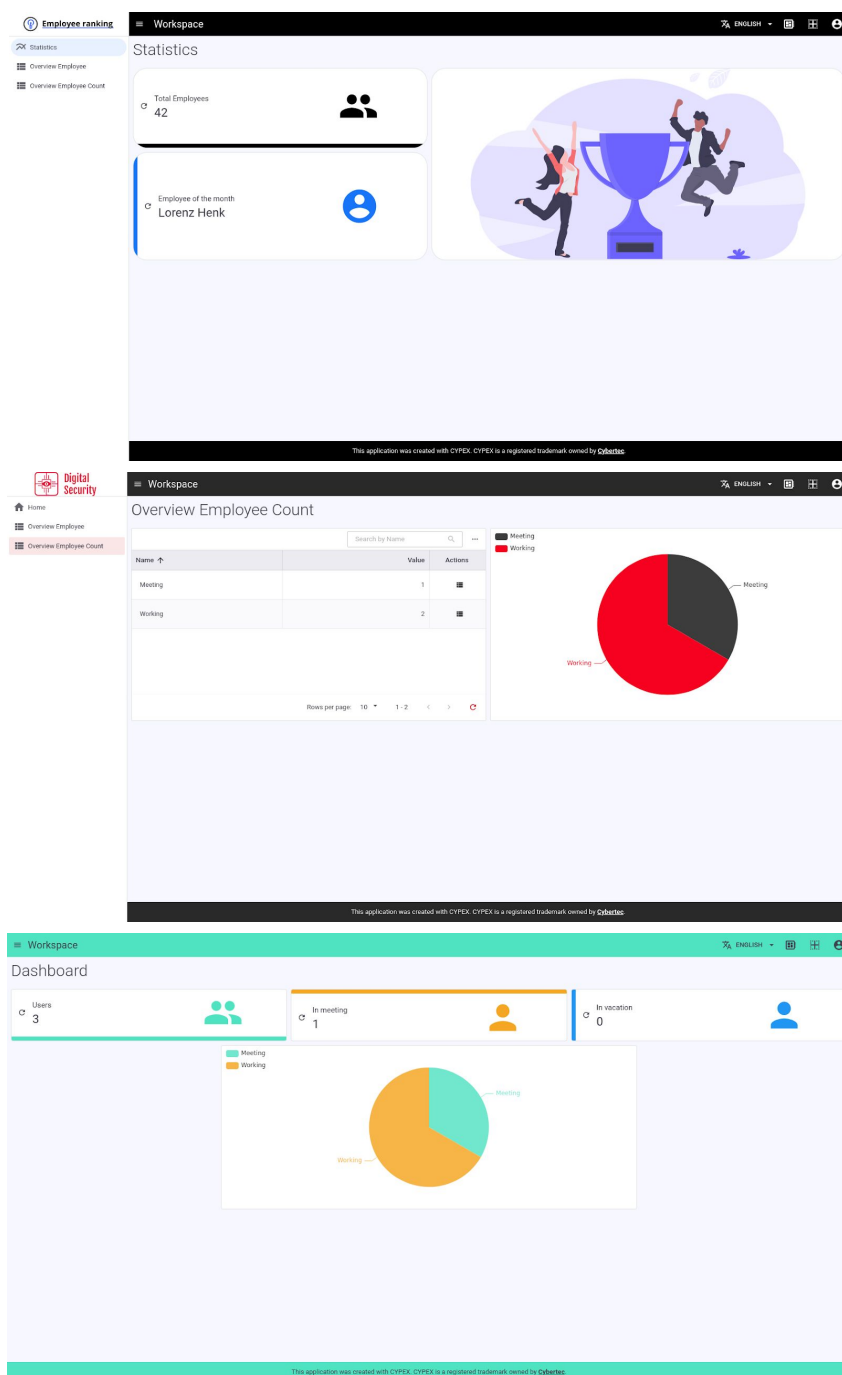 Employee ranking
Workspace
ENGLISH
Statistics
Overview Employee
Overview Employee Count
Statistics
Total Employees
42
Employee of the month
Lorenz Henk
This application was created with CYPEX. CYPEX is a registered trademark owned by Cybertec.
Digital
Security
Workspace
ENGLISH
Home
Overview Employee
Overview Employee Count
Overview Employee Count
Search by Name
Name Value Actions
Meeting 1
Working 2
Rows per page: 10 1-2
Meeting
Working
Meeting
Working
This application was created with CYPEX. CYPEX is a registered trademark owned by Cybertec.
Workspace
ENGLISH
Dashboard
Users
3
In meeting
1
In vacation
0
Meeting
Working
Meeting
Working
This application was created with CYPEX. CYPEX is a registered trademark owned by Cybertec.